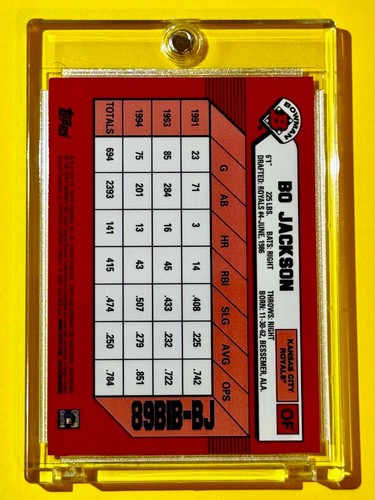 BOWMAN
B
BO JACKSON
KANSAS CITY ROYALS® OF
6'1" 225 LBS. BATS: RIGHT THROWS: RIGHT
DRAFTED: ROYALS #4-JUNE, 1986 BORN: 11-30-62, BESSEMER, ALA.
G AB HR RBI SLG AVG OPS
1991 23 71 3 14 .408 .225 .742
1993 85 284 16 45 .433 .232 .722
1994 75 201 13 43 .507 .279 .851
TOTALS 694 2393 141 415 .474 .250 .784
Topps
89BIB-BJ